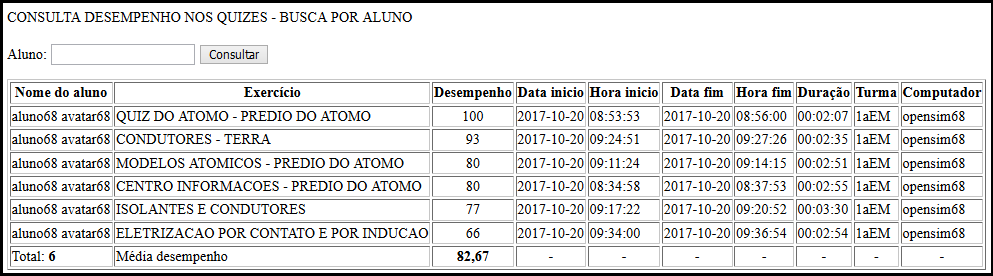 CONSULTA DESEMPENHO NOS QUIZES - BUSCA POR ALUNO
Aluno: Consultar
Nome do aluno Exercício Desempenho Data inicio Hora inicio Data fim Hora fim Duração Turma Computador
aluno68 avatar68 QUIZ DO ATOMO - PREDIO DO ATOMO 100 2017-10-20 08:53:53 2017-10-20 08:56:00 00:02:07 1aEM opensim68
aluno68 avatar68 CONDUTORES - TERRA 93 2017-10-20 09:24:51 2017-10-20 09:27:26 00:02:35 1aEM opensim68
aluno68 avatar68 MODELOS ATOMICOS - PREDIO DO ATOMO 80 2017-10-20 09:11:24 2017-10-20 09:14:15 00:02:51 1aEM opensim68
aluno68 avatar68 CENTRO INFORMACOES - PREDIO DO ATOMO 80 2017-10-20 08:34:58 2017-10-20 08:37:53 00:02:55 1aEM opensim68
aluno68 avatar68 ISOLANTES E CONDUTORES 77 2017-10-20 09:17:22 2017-10-20 09:20:52 00:03:30 1aEM opensim68
aluno68 avatar68 ELETRIZACAO POR CONTATO E POR INDUCAO 66 2017-10-20 09:34:00 2017-10-20 09:36:54 00:02:54 1aEM opensim68
Total: 6 Média desempenho 82,67 - - - - - - -